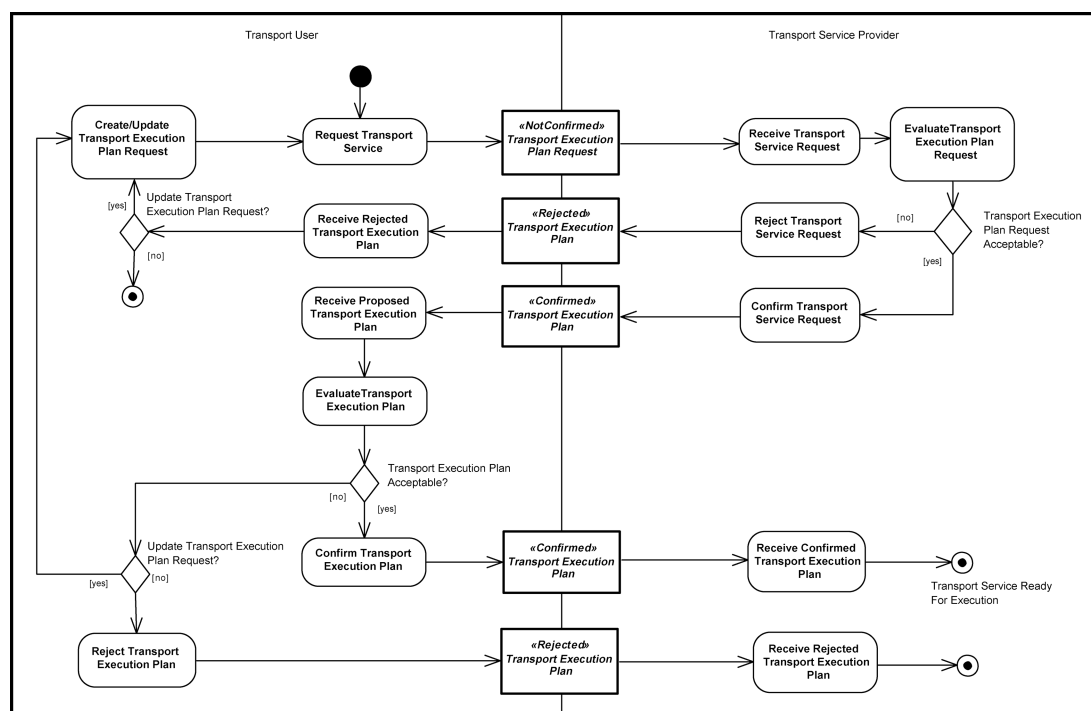 Transport User
Transport Service Provider
Create/Update
Transport Execution
Plan Request
Request Transport
Service
«NotConfirmed»
Transport Execution
Plan Request
Receive Transport
Service Request
EvaluateTransport
Execution Plan
Request
[yes]
Update Transport
Execution Plan Request?
[no]
Receive Rejected
Transport Execution
Plan
«Rejected»
Transport Execution
Plan
Reject Transport
Service Request
[no]
[yes]
Transport Execution
Plan Request
Acceptable?
Receive Proposed
Transport Execution
Plan
«Confirmed»
Transport Execution
Plan
Confirm Transport
Service Request
EvaluateTransport
Execution Plan
Transport Execution Plan
Acceptable?
[no]
[yes]
Update Transport Execution
Plan Request?
[yes]
[no]
Confirm Transport
Execution Plan
«Confirmed»
Transport Execution
Plan
Receive Confirmed
Transport Execution
Plan
Transport Service Ready
For Execution
Reject Transport
Execution Plan
«Rejected»
Transport Execution
Plan
Receive Rejected
Transport Execution
Plan